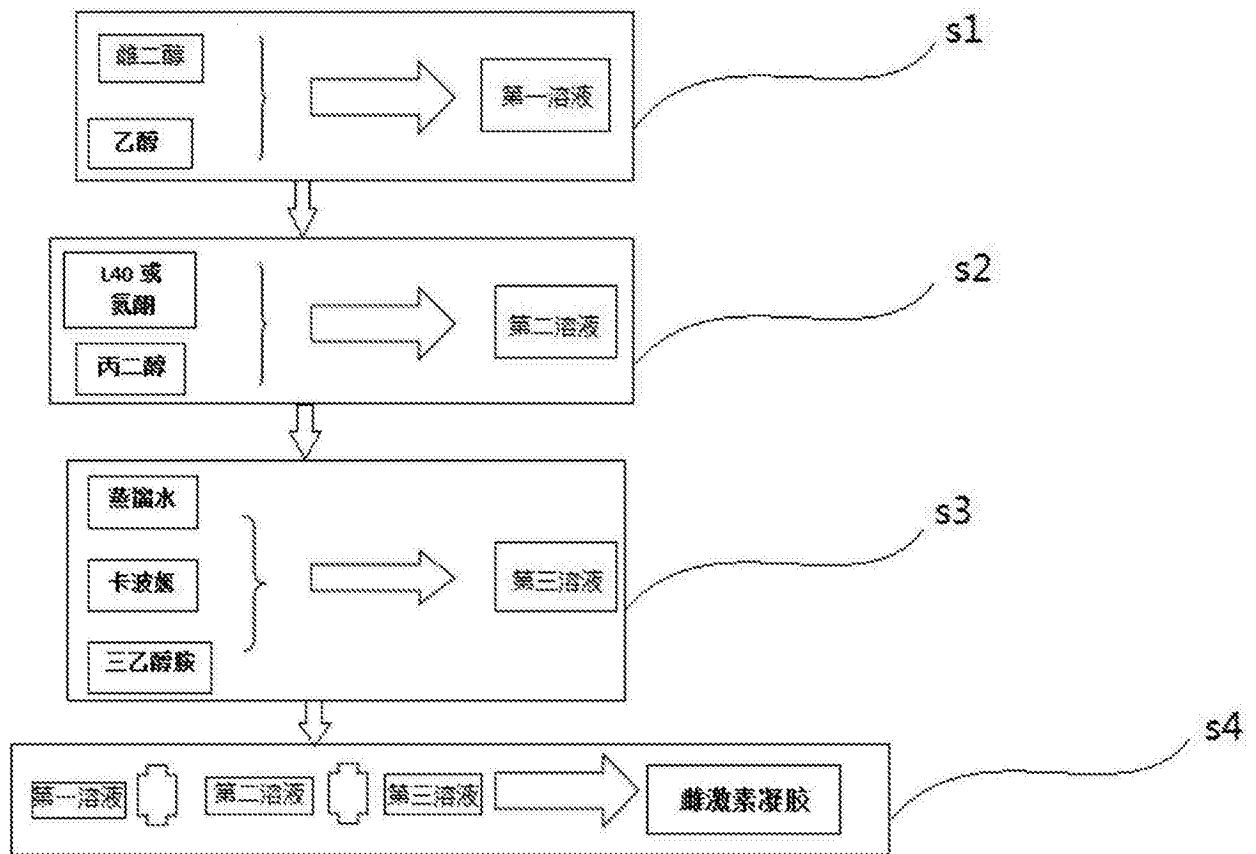 s1
雌二醇
乙醇
第一溶液
s2
L40 或
氮酮
丙二醇
第二溶液
s3
蒸馏水
卡波姆
三乙醇胺
第三溶液
s4
第一溶液
第二溶液
第三溶液
雌激素凝胶